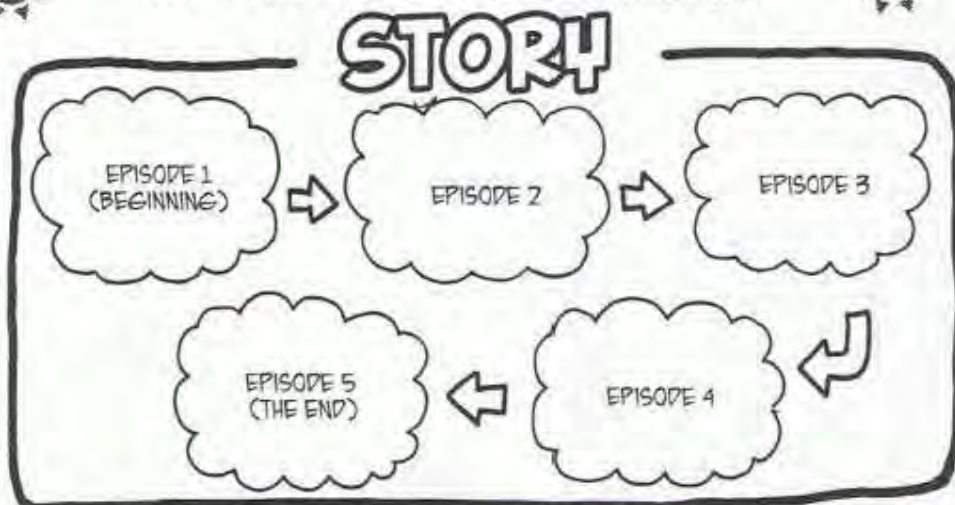 STORY
EPISODE 1
(BEGINNING)
EPISODE 2
EPISODE 3
EPISODE 4
EPISODE 5
(THE END)